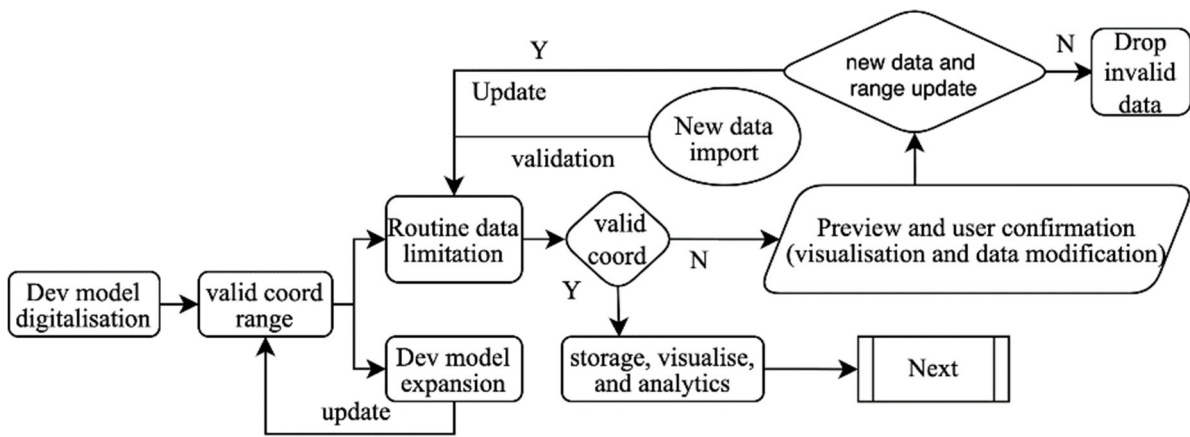 Y
new data and
range update
N
Drop
invalid
data
Update
New data
import
validation
Routine data
limitation
valid
coord
N
Preview and user confirmation
(visualisation and data modification)
Dev model
digitalisation
valid coord
range
Y
Dev model
expansion
storage, visualise,
and analytics
Next
update